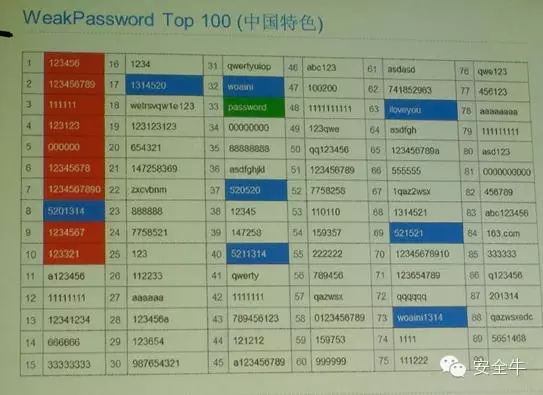 WeakPassword Top 100 (中国特色)
1 123456 16 1234 31 qwertyuiop 46 abc123 61 asdasd 76 qwe123
2 123456789 17 1314520 32 woaini 47 100200 62 741852963 77 456123
3 111111 18 wetrsvqw1e123 33 password 48 1111111111 63 iloveyou 78 aaaaaaaa
4 123123 19 123123123 34 00000000 49 123qwe 64 asdfgh 79 111111111
5 000000 20 654321 35 88888888 50 qq123456 65 123456789a 80 asd123
6 12345678 21 147258369 36 asdfghjkl 51 123456789 66 555555 81 0000000000
7 1234567890 22 zxcvbnm 37 520520 52 7758258 67 1qaz2wsx 82 456789
8 5201314 23 888888 38 12345 53 110110 68 1314521 83 abc123456
9 1234567 24 7758521 39 147258 54 159357 69 521521 84 163.com
10 123321 25 123 40 5211314 55 222222 70 12345678910 85 333333
11 a123456 26 112233 41 qwerty 56 789456 71 123654789 86 q123456
12 11111111 27 aaaaaa 42 1111111 57 qazwsx 72 qqqqqq 87 201314
13 12341234 28 123456a 43 789456123 58 0123456789 73 woaini1314 88 qazwsxedc
14 666666 29 123654 44 121212 59 159753 74 1111 89 5651468
15 33333333 30 987654321 45 a123456789 60 999999 75 111222 90
安全牛